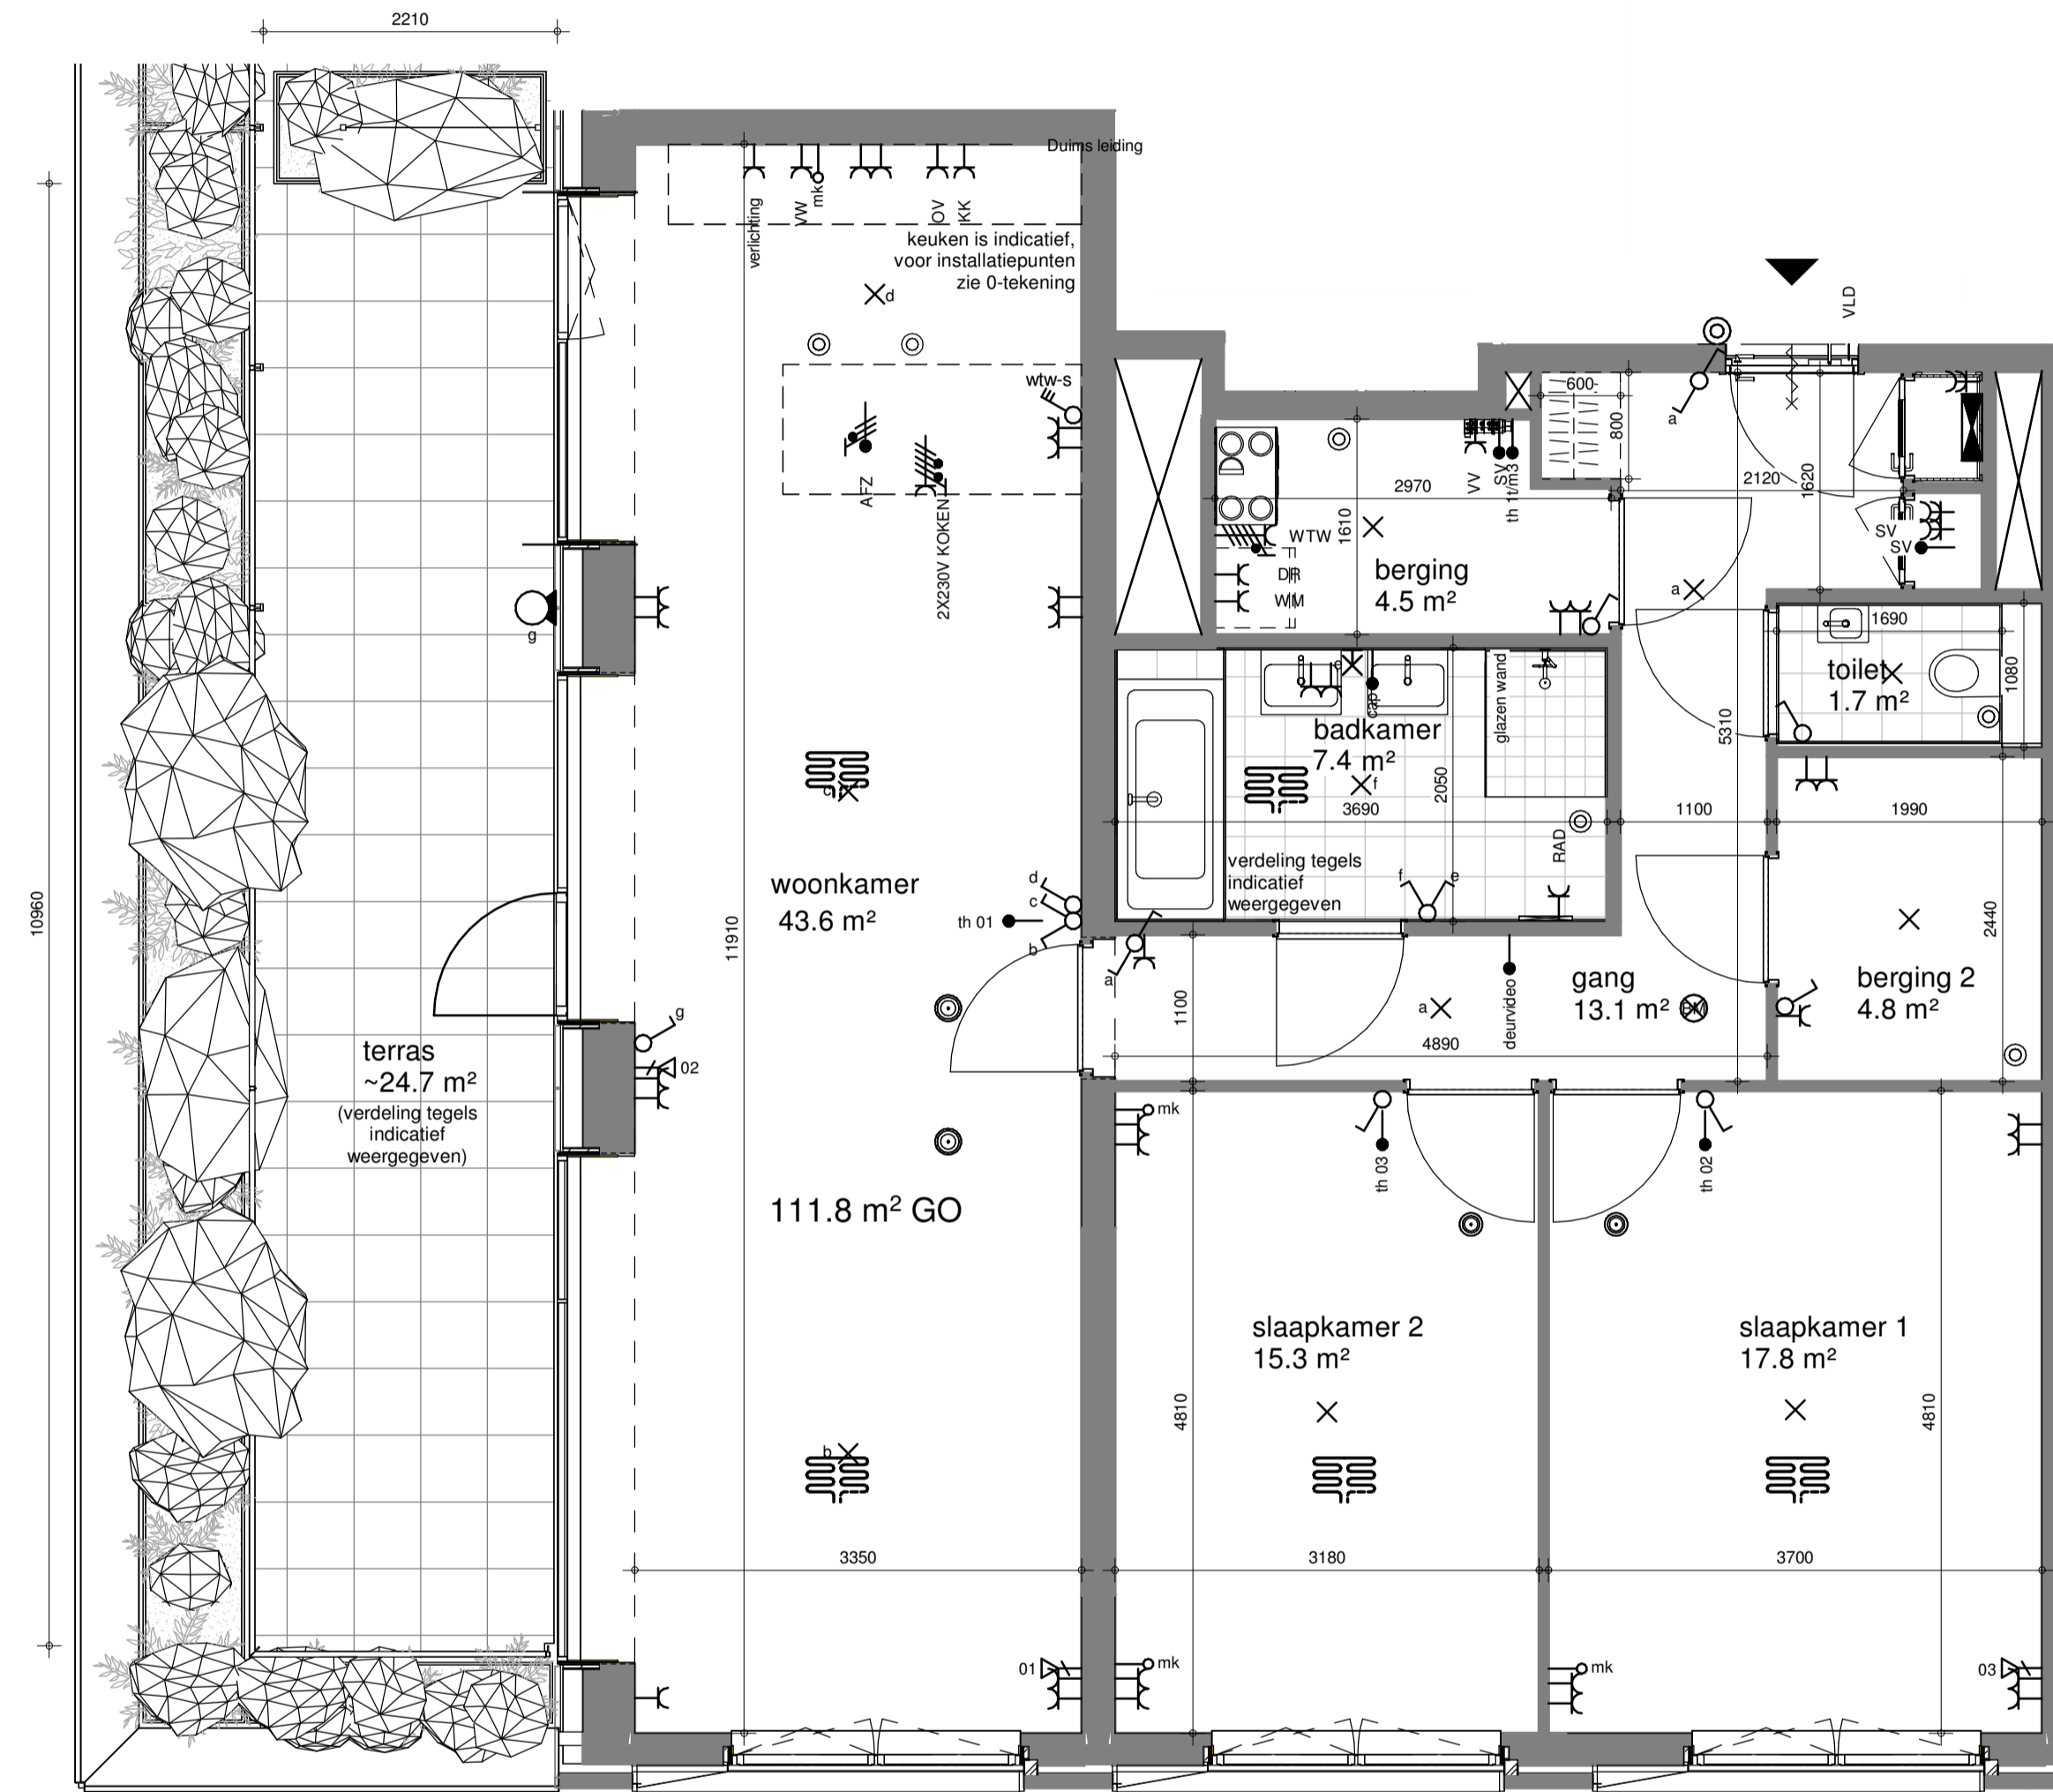 2210
10960
Duims leiding
verlichting
VW
mk
OV
KK
keuken is indicatief,
voor installatiepunten
zie 0-tekening
d
wtw-s
AFZ
2X230V KOKEN
g
c
woonkamer
43.6 m²
11910
d
c
th 01
b
g
02
terras
~24.7 m²
(verdeling tegels
indicatief
weergegeven)
111.8 m² GO
b
3350
01
VLD
a
600
800
2120
1620
2970
1610
VV
SV
th 1t/m3
WTW
DR
WM
berging
4.5 m²
SV
SV
a
1690
toilet
1.7 m²
1080
5310
e
cap
glazen wand
badkamer
7.4 m²
f
3690
2050
RAD
verdeling tegels
indicatief
weergegeven
f
e
1100
1990
2440
a
1100
a
deurvideo
gang
13.1 m²
4890
berging 2
4.8 m²
mk
th 03
th 02
slaapkamer 2
15.3 m²
slaapkamer 1
17.8 m²
4810
4810
3180
3700
mk
mk
03